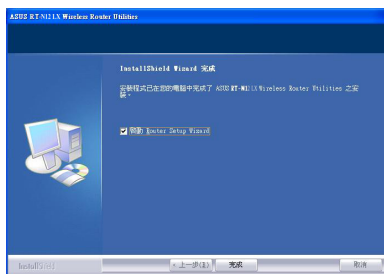 ASUS RT-N12 LX Wireless Router Utilities
InstallShield Wizard 完成
安裝程式已在您的電腦中完成了 ASUS RT-N12 LX Wireless Router Utilities 之安
裝。
啟動 Router Setup Wizard
InstallShield
< 上一步(B)
完成
取消